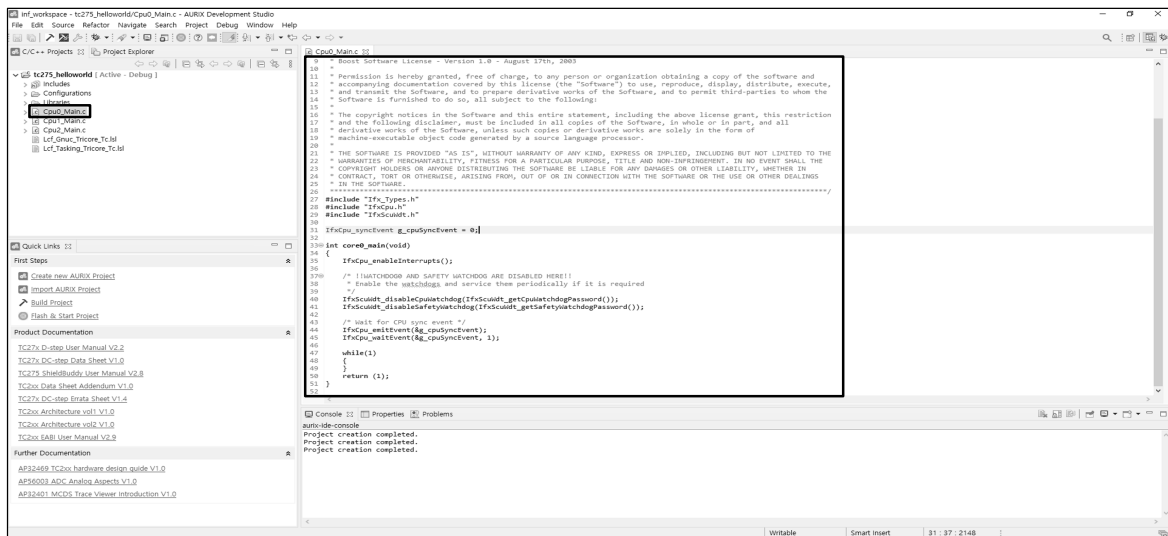 inf_workspace - tc275_helloworld/Cpu0_Main.c - AURIX Development Studio
File Edit Source Refactor Navigate Search Project Debug Window Help
C/C++ Projects Project Explorer
tc275_helloworld [ Active - Debug ]
Includes
Configurations
Libraries
Cpu0_Main.c
Cpu1_Main.c
Cpu2_Main.c
Lcf_Gnuc_Tricore_Tc.lsl
Lcf_Tasking_Tricore_Tc.lsl
Quick Links
First Steps
Create new AURIX Project
Import AURIX Project
Build Project
Flash & Start Project
Product Documentation
TC27x D-step User Manual V2.2
TC27x DC-step Data Sheet V1.0
TC275 ShieldBuddy User Manual V2.8
TC2xx Data Sheet Addendum V1.0
TC27x DC-step Errata Sheet V1.4
TC2xx Architecture vol1 V1.0
TC2xx Architecture vol2 V1.0
TC2xx EABI User Manual V2.9
Further Documentation
AP32469 TC2xx hardware design guide V1.0
AP56003 ADC Analog Aspects V1.0
AP32401 MCDS Trace Viewer introduction V1.0
Cpu0_Main.c
9 * Boost Software License - Version 1.0 - August 17th, 2003
10 *
11 * Permission is hereby granted, free of charge, to any person or organization obtaining a copy of the software and
12 * accompanying documentation covered by this license (the "Software") to use, reproduce, display, distribute, execute,
13 * and transmit the Software, and to prepare derivative works of the Software, and to permit third-parties to whom the
14 * Software is furnished to do so, all subject to the following:
15 *
16 * The copyright notices in the Software and this entire statement, including the above license grant, this restriction
17 * and the following disclaimer, must be included in all copies of the Software, in whole or in part, and all
18 * derivative works of the Software, unless such copies or derivative works are solely in the form of
19 * machine-executable object code generated by a source language processor.
20 *
21 * THE SOFTWARE IS PROVIDED "AS IS", WITHOUT WARRANTY OF ANY KIND, EXPRESS OR IMPLIED, INCLUDING BUT NOT LIMITED TO THE
22 * WARRANTIES OF MERCHANTABILITY, FITNESS FOR A PARTICULAR PURPOSE, TITLE AND NON-INFRINGEMENT. IN NO EVENT SHALL THE
23 * COPYRIGHT HOLDERS OR ANYONE DISTRIBUTING THE SOFTWARE BE LIABLE FOR ANY DAMAGES OR OTHER LIABILITY, WHETHER IN
24 * CONTRACT, TORT OR OTHERWISE, ARISING FROM, OUT OF OR IN CONNECTION WITH THE SOFTWARE OR THE USE OR OTHER DEALINGS
25 * IN THE SOFTWARE.
26 *********************************************************************************************************************/
27 #include "Ifx_Types.h"
28 #include "IfxCpu.h"
29 #include "IfxScuWdt.h"
30
31 IfxCpu_syncEvent g_cpuSyncEvent = 0;
32
33 int core0_main(void)
34 {
35 IfxCpu_enableInterrupts();
36
37 /* !!WATCHDOG0 AND SAFETY WATCHDOG ARE DISABLED HERE!!
38 * Enable the watchdogs and service them periodically if it is required
39 */
40 IfxScuWdt_disableCpuWatchdog(IfxScuWdt_getCpuWatchdogPassword());
41 IfxScuWdt_disableSafetyWatchdog(IfxScuWdt_getSafetyWatchdogPassword());
42
43 /* Wait for CPU sync event */
44 IfxCpu_emitEvent(&g_cpuSyncEvent);
45 IfxCpu_waitEvent(&g_cpuSyncEvent, 1);
46
47 while(1)
48 {
49 }
50 return (1);
51 }
52
Console Properties Problems
aurix-ide-console
Project creation completed.
Project creation completed.
Project creation completed.
Writable Smart Insert 31 : 37 : 2148